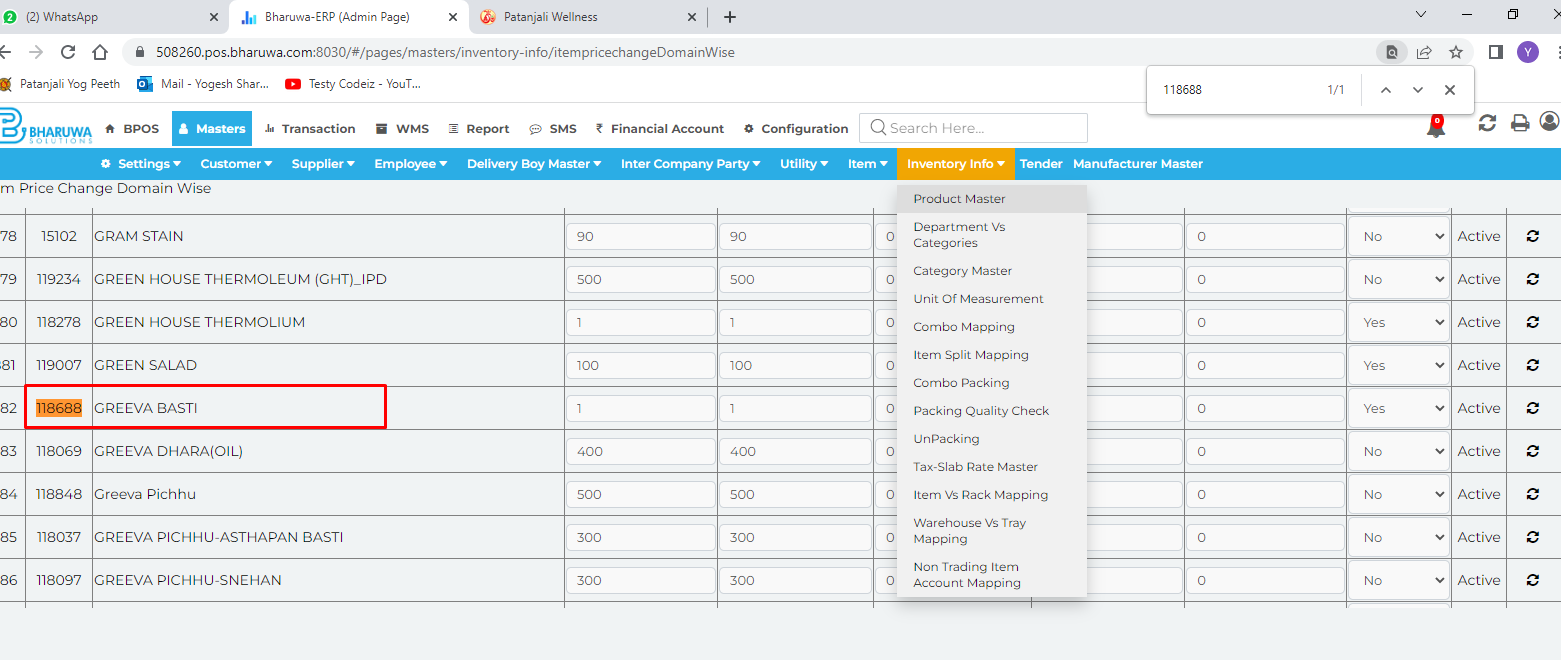 2 (2) WhatsApp
Bharuwa-ERP (Admin Page)
Patanjali Wellness
508260.pos.bharuwa.com:8030/#/pages/masters/inventory-info/itempricechangeDomainWise
Y
Patanjali Yog Peeth
Mail - Yogesh Shar...
Testy Codeiz - YouT...
118688 1/1
BHARUWA
SOLUTIONS
BPOS Masters Transaction WMS Report SMS ₹ Financial Account Configuration Search Here... 0
Settings Customer Supplier Employee Delivery Boy Master Inter Company Party Utility Item Inventory Info Tender Manufacturer Master
m Price Change Domain Wise
Product Master
Department Vs
Categories
Category Master
Unit Of Measurement
Combo Mapping
Item Split Mapping
Combo Packing
Packing Quality Check
UnPacking
Tax-Slab Rate Master
Item Vs Rack Mapping
Warehouse Vs Tray
Mapping
Non Trading Item
Account Mapping
78 15102 GRAM STAIN 90 90 0 0 No Active
79 119234 GREEN HOUSE THERMOLEUM (GHT)_IPD 500 500 0 0 No Active
80 118278 GREEN HOUSE THERMOLIUM 1 1 0 0 Yes Active
81 119007 GREEN SALAD 100 100 0 0 Yes Active
82 118688 GREEVA BASTI 1 1 0 0 Yes Active
83 118069 GREEVA DHARA(OIL) 400 400 0 0 No Active
84 118848 Greeva Pichhu 500 500 0 0 No Active
85 118037 GREEVA PICHHU-ASTHAPAN BASTI 300 300 0 0 No Active
86 118097 GREEVA PICHHU-SNEHAN 300 300 0 0 No Active